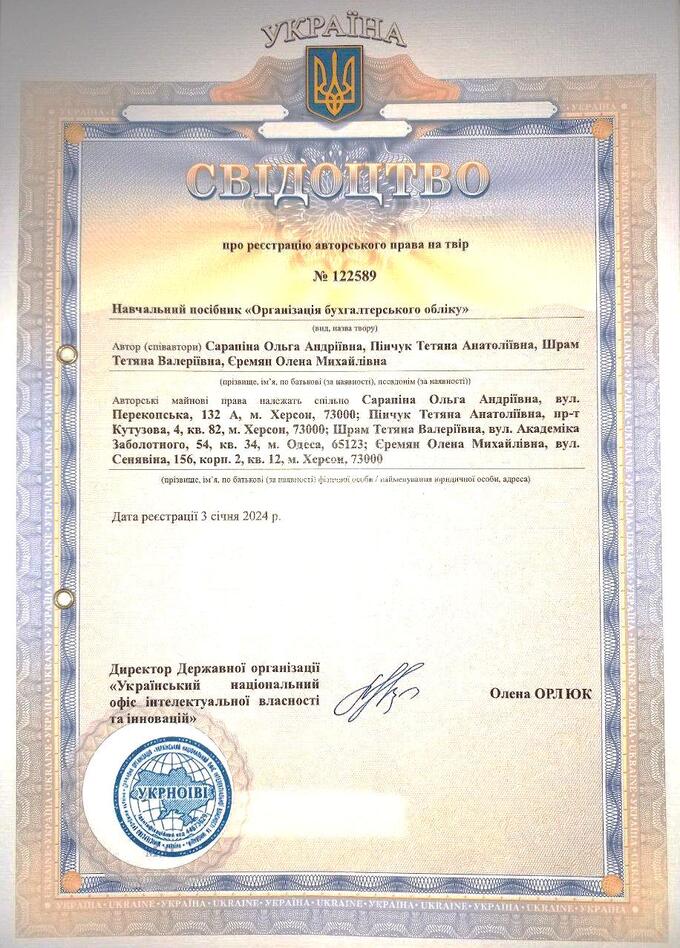 УКРАЇНА
СВІДОЦТВО
про реєстрацію авторського права на твір
№ 122589
Навчальний посібник «Організація бухгалтерського обліку»
(вид, назва твору)
Автор (співавтори) Сарапіна Ольга Андріївна, Пінчук Тетяна Анатоліївна, Шрам
Тетяна Валеріївна, Єремян Олена Михайлівна
(прізвище, ім’я, по батькові (за наявності), псевдонім (за наявності))
Авторські майнові права належать спільно Сарапіна Ольга Андріївна, вул.
Перекопська, 132 А, м. Херсон, 73000; Пінчук Тетяна Анатоліївна, пр-т
Кутузова, 4, кв. 82, м. Херсон, 73000; Шрам Тетяна Валеріївна, вул. Академіка
Заболотного, 54, кв. 34, м. Одеса, 65123; Єремян Олена Михайлівна, вул.
Сенявіна, 156, корп. 2, кв. 12, м. Херсон, 73000
(прізвище, ім’я, по батькові (за наявності) фізичної особи / найменування юридичної особи, адреса)
Дата реєстрації 3 січня 2024 р.
Директор Державної організації
«Український національний
офіс інтелектуальної власності
та інновацій»
Олена ОРЛЮК
УКРНОІВІ